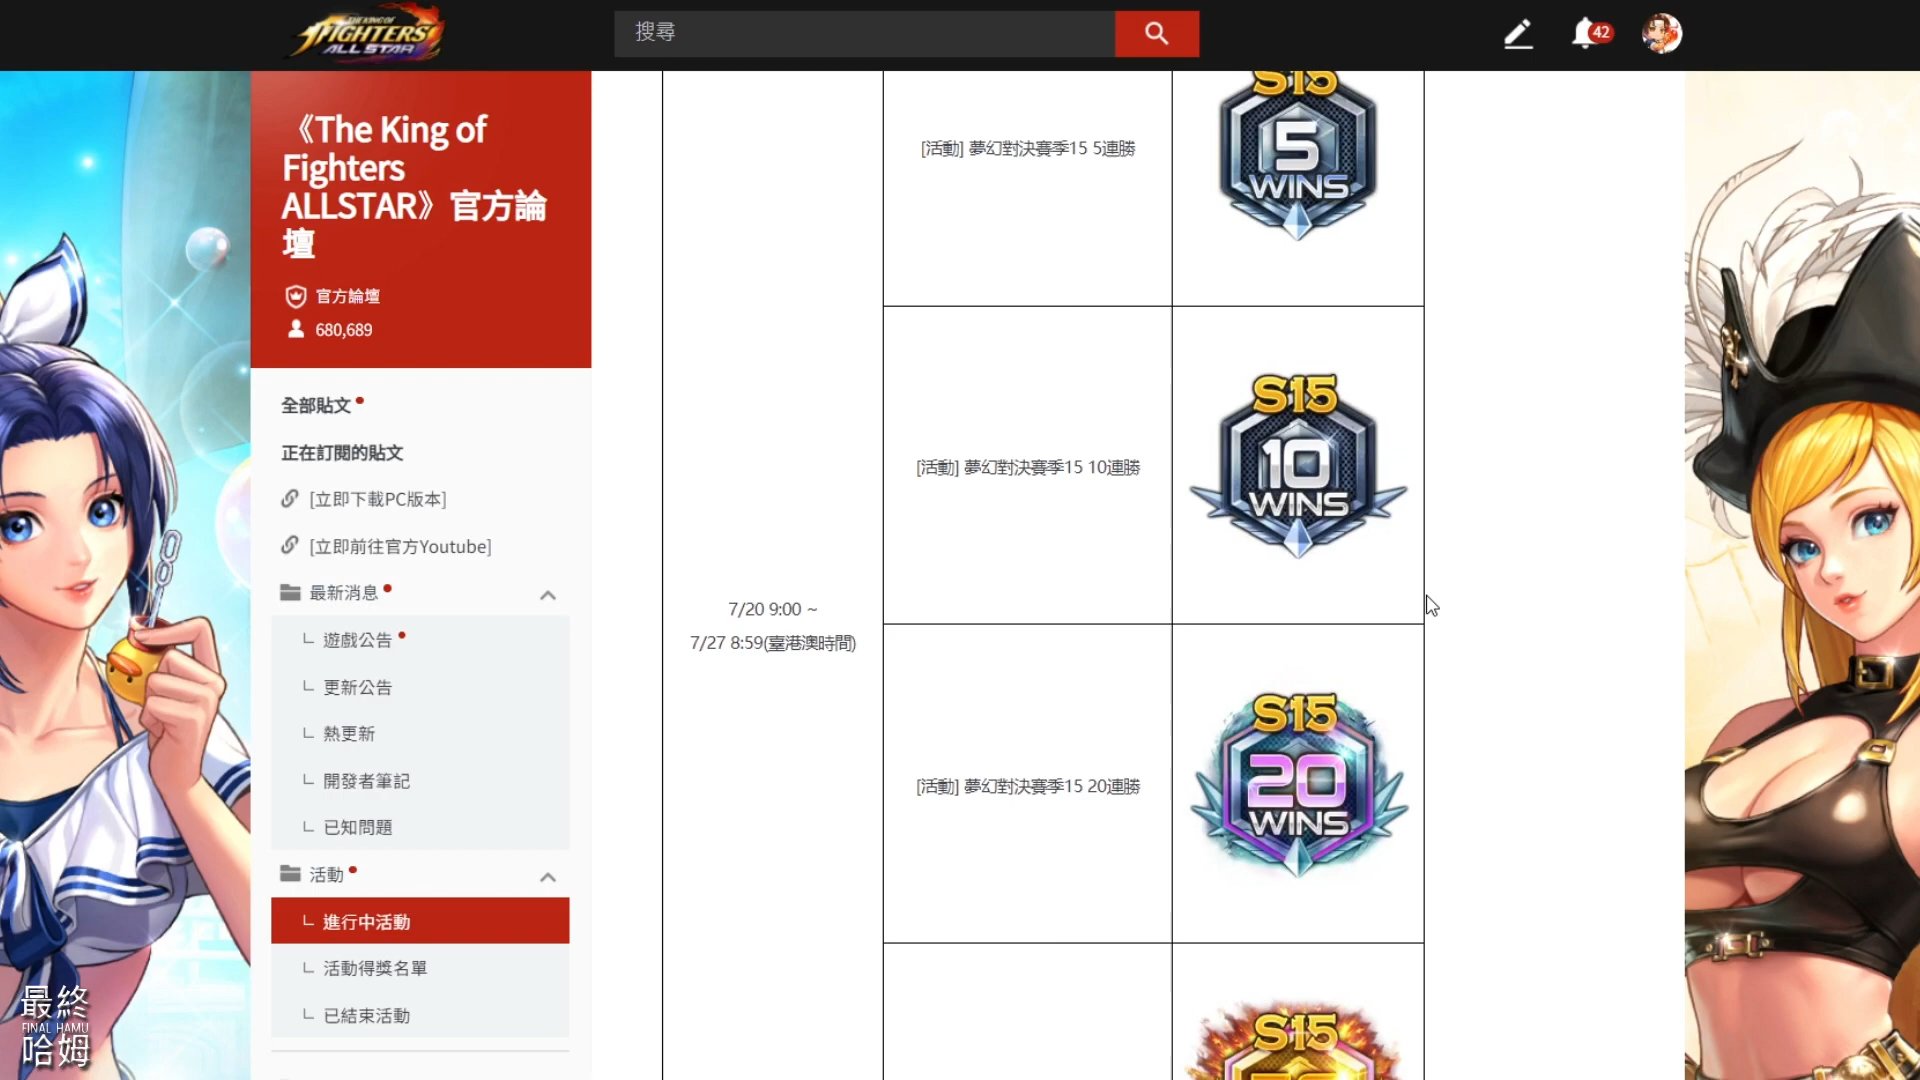 THE KING OF
FIGHTERS
ALL STAR
搜尋
42
《The King of
Fighters
ALLSTAR》官方論
壇
官方論壇
680,689
全部貼文
正在訂閱的貼文
[立即下載PC版本]
[立即前往官方Youtube]
最新消息
遊戲公告
更新公告
熱更新
開發者筆記
已知問題
活動
進行中活動
活動得獎名單
已結束活動
7/20 9:00 ~
7/27 8:59(臺港澳時間)
[活動] 夢幻對決賽季15 5連勝
S15
5
WINS
[活動] 夢幻對決賽季15 10連勝
S15
10
WINS
[活動] 夢幻對決賽季15 20連勝
S15
20
WINS
S15
最終
FINAL HAMU
哈姆